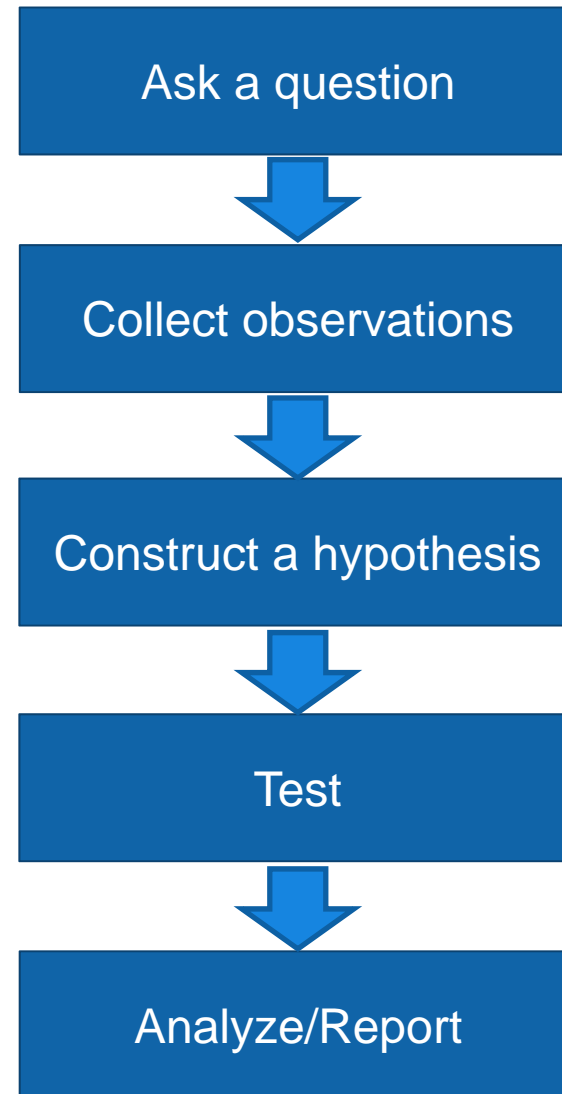 Ask a question
Collect observations
Construct a hypothesis
Test
Analyze/Report